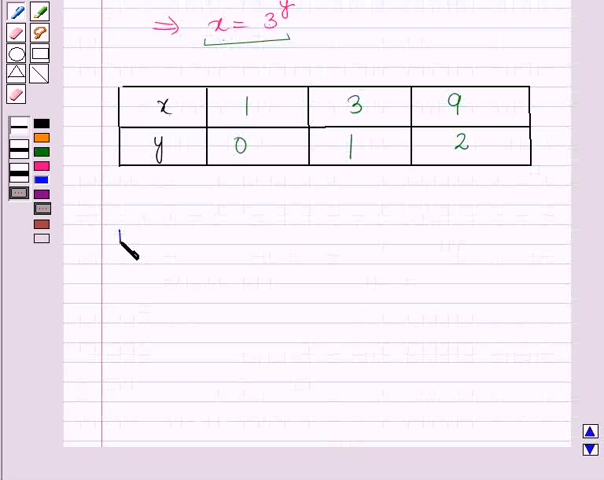 ⇒ x = 3^y
x 1 3 9
y 0 1 2